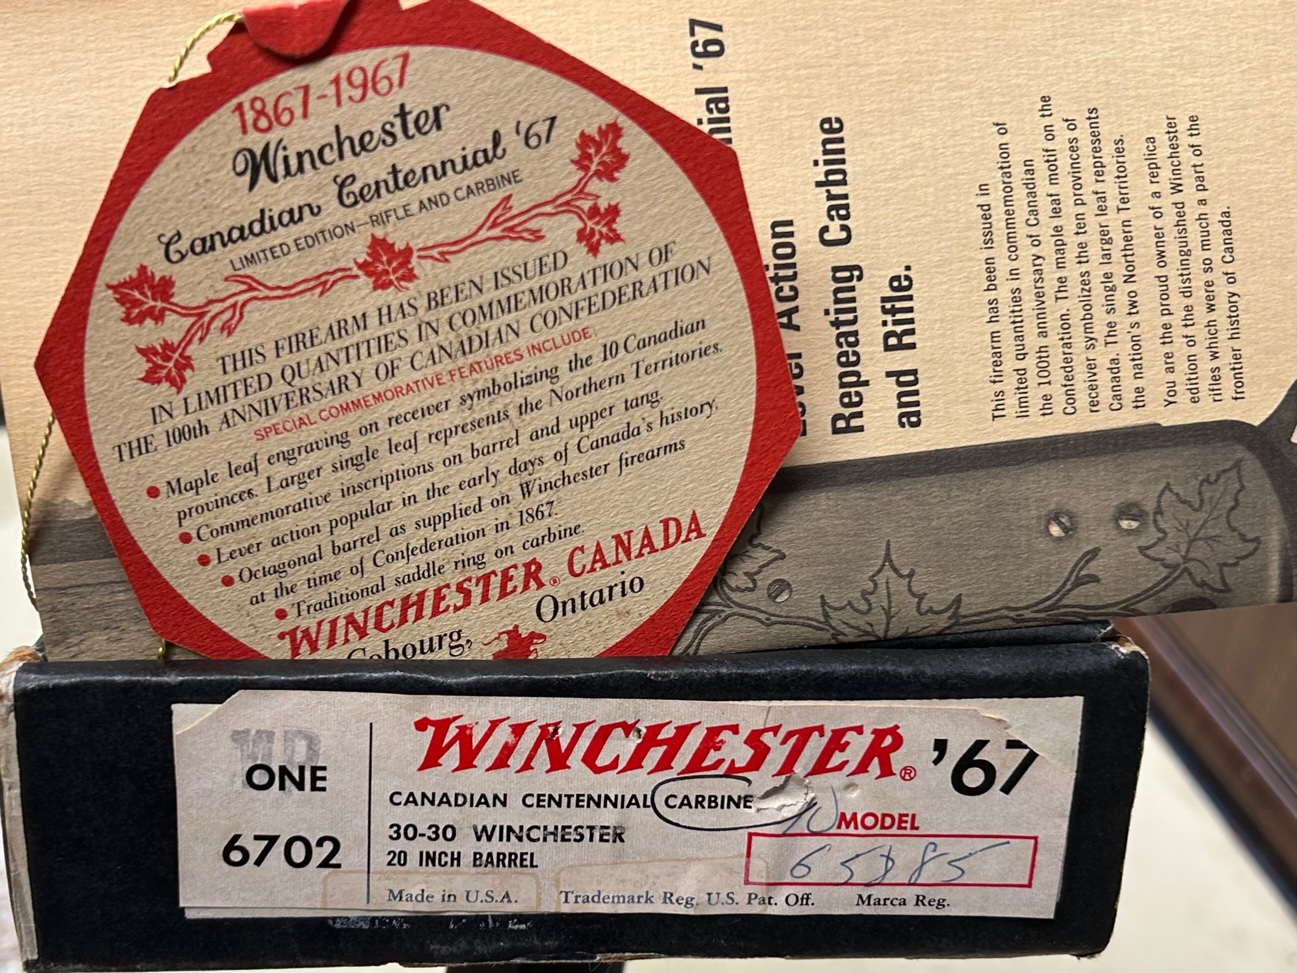 1867-1967
Winchester
Canadian Centennial '67
LIMITED EDITION—RIFLE AND CARBINE
THIS FIREARM HAS BEEN ISSUED
IN LIMITED QUANTITIES IN COMMEMORATION OF
THE 100th ANNIVERSARY OF CANADIAN CONFEDERATION
SPECIAL COMMEMORATIVE FEATURES INCLUDE:
• Maple leaf engraving on receiver symbolizing the 10 Canadian
provinces. Larger single leaf represents the Northern Territories.
• Commemorative inscriptions on barrel and upper tang.
• Lever action popular in the early days of Canada's history.
• Octagonal barrel as supplied on Winchester firearms
at the time of Confederation in 1867.
• Traditional saddle ring on carbine.
WINCHESTER® CANADA
Cobourg, Ontario
'67
Lever Action
Repeating Carbine
and Rifle.
This firearm has been issued in
limited quantities in commemoration of
the 100th anniversary of Canadian
Confederation. The maple leaf motif on the
receiver symbolizes the ten provinces of
Canada. The single larger leaf represents
the nation's two Northern Territories.
You are the proud owner of a replica
edition of the distinguished Winchester
rifles which were so much a part of the
frontier history of Canada.
ONE
6702
WINCHESTER® '67
CANADIAN CENTENNIAL CARBINE
30-30 WINCHESTER
20 INCH BARREL
MODEL
Made in U.S.A. Trademark Reg. U.S. Pat. Off. Marca Reg.